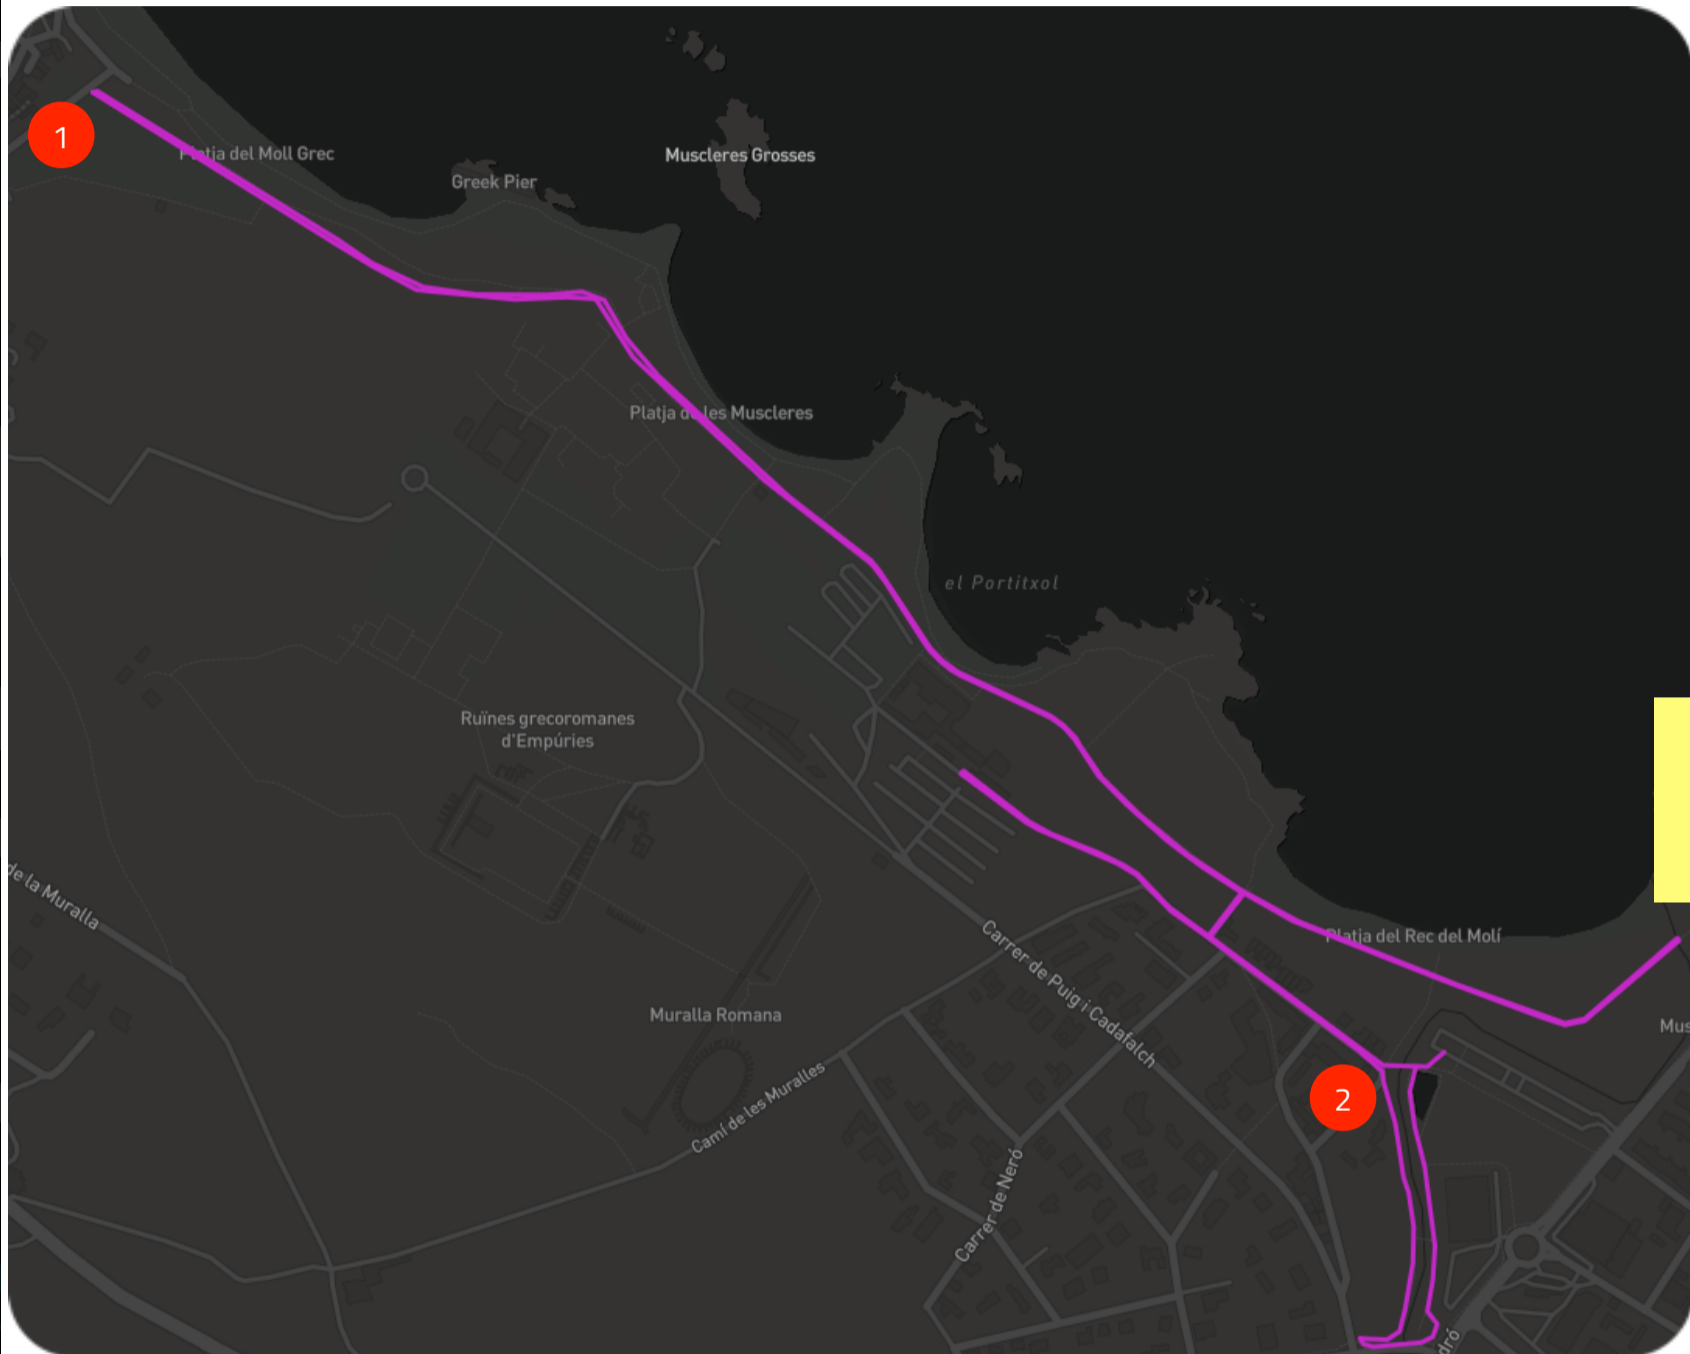 1
Platja del Moll Grec
Muscleres Grosses
Greek Pier
Platja de les Muscleres
el Portitxol
Ruïnes grecoromanes
d'Empúries
de la Muralla
Carrer de Puig i Cadafalch
Platja del Rec del Molí
Muralla Romana
Mus
Camí de les Muralles
2
Carrer de Neró
dró